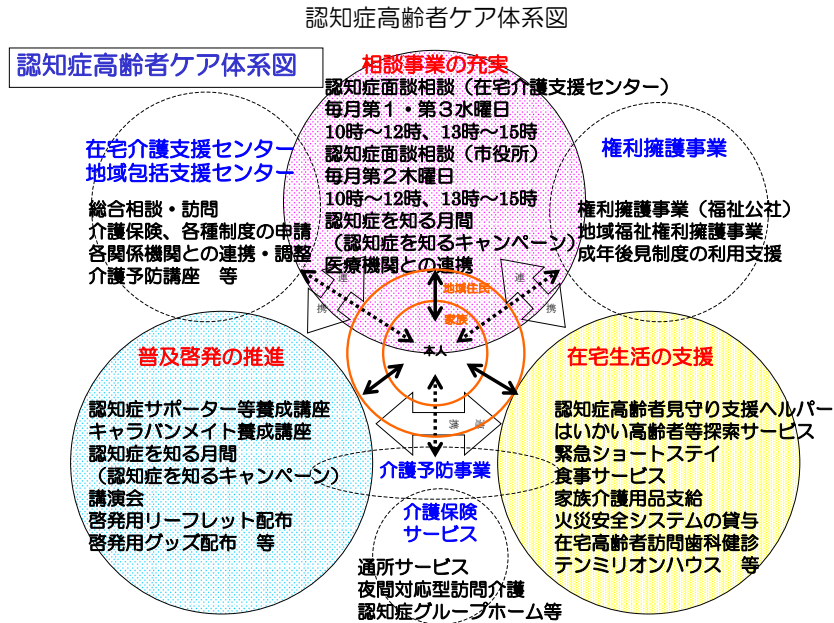 認知症高齢者ケア体系図
認知症高齢者ケア体系図
相談事業の充実
認知症面談相談（在宅介護支援センター）
毎月第１・第３水曜日
10時～12時、13時～15時
認知症面談相談（市役所）
毎月第２木曜日
10時～12時、13時～15時
認知症を知る月間
（認知症を知るキャンペーン）
医療機関との連携
在宅介護支援センター
地域包括支援センター
総合相談・訪問
介護保険、各種制度の申請
各関係機関との連携・調整
介護予防講座　等
権利擁護事業
権利擁護事業（福祉公社）
地域福祉権利擁護事業
成年後見制度の利用支援
連
携
連
携
地域住民
家族
本人
連
携
普及啓発の推進
認知症サポーター等養成講座
キャラバンメイト養成講座
認知症を知る月間
（認知症を知るキャンペーン）
講演会
啓発用リーフレット配布
啓発用グッズ配布　等
在宅生活の支援
認知症高齢者見守り支援ヘルパー
はいかい高齢者等探索サービス
緊急ショートステイ
食事サービス
家族介護用品支給
火災安全システムの貸与
在宅高齢者訪問歯科健診
テンミリオンハウス　等
介護予防事業
介護保険
サービス
通所サービス
夜間対応型訪問介護
認知症グループホーム等